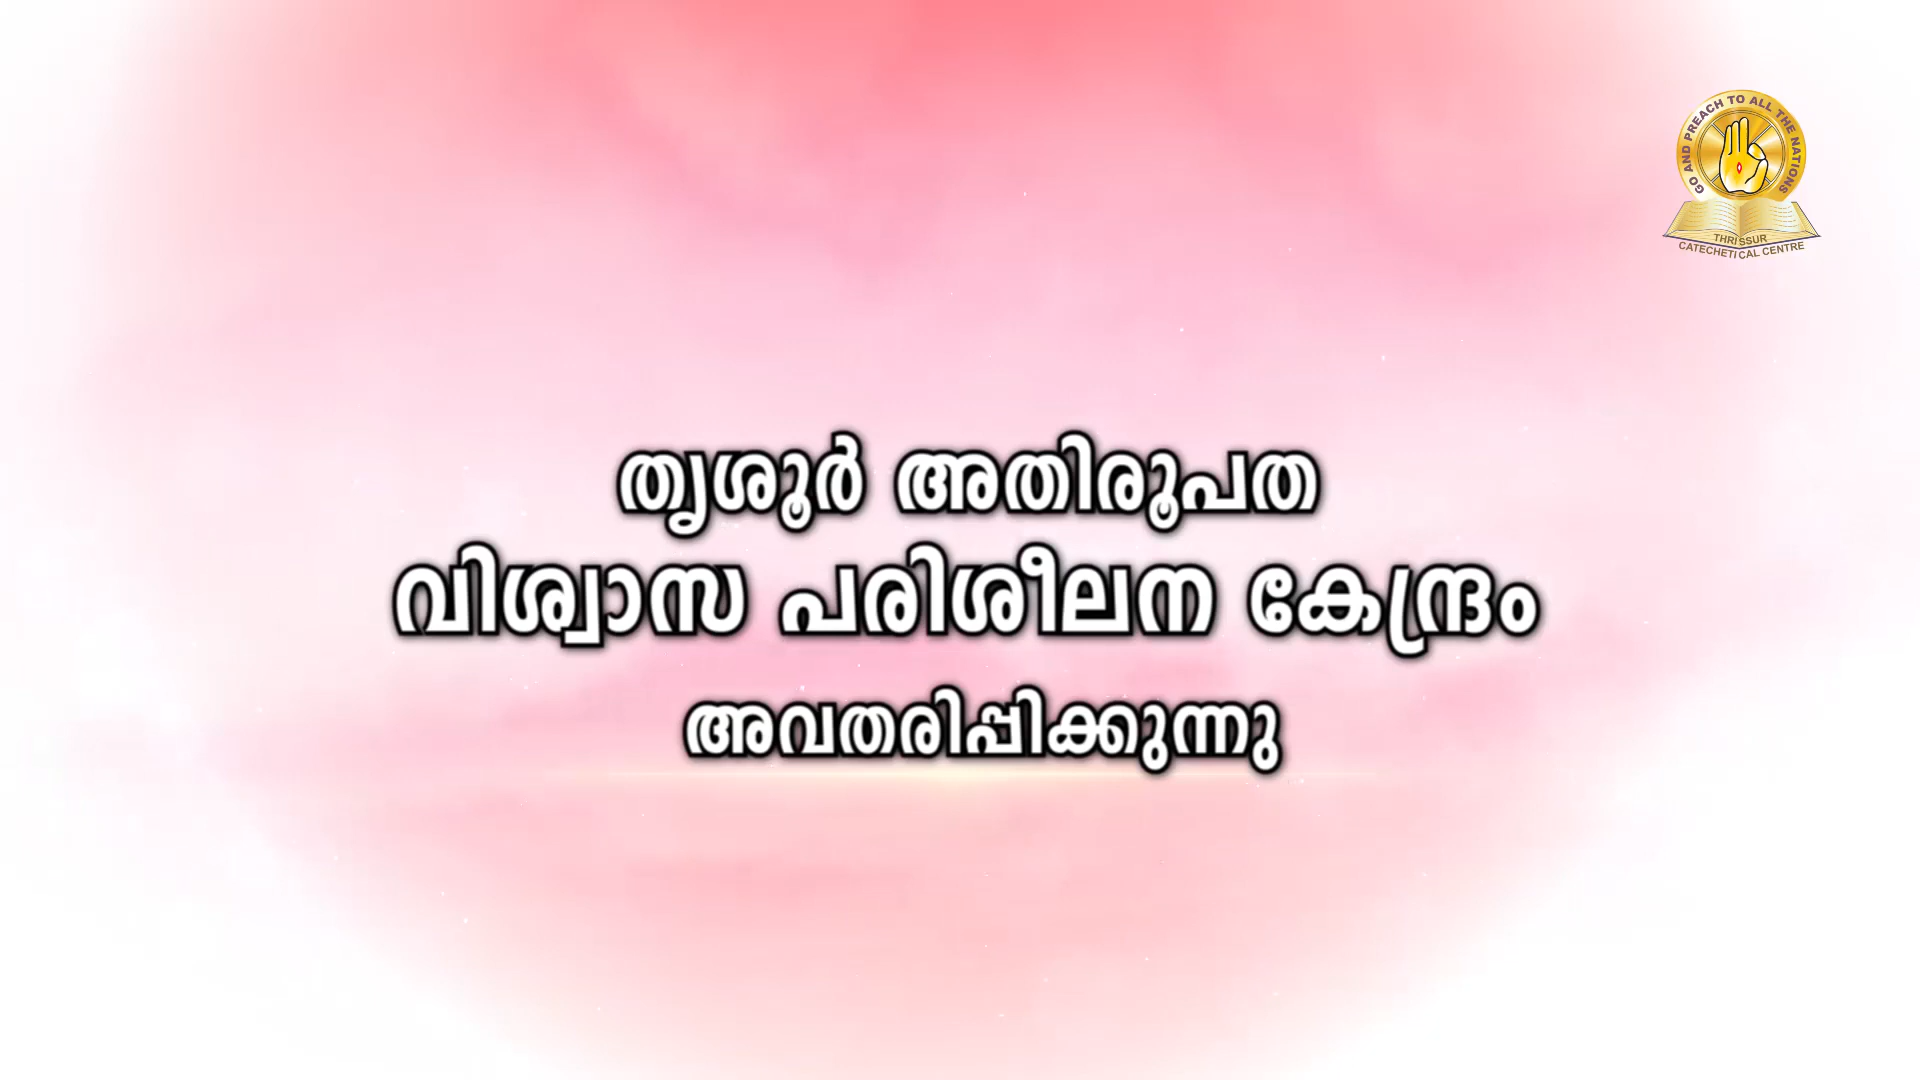 GO AND PREACH TO ALL THE NATIONS
THRISSUR
CATECHETICAL CENTRE
തൃശൂർ അതിരൂപത
വിശ്വാസ പരിശീലന കേന്ദ്രം
അവതരിപ്പിക്കുന്നു